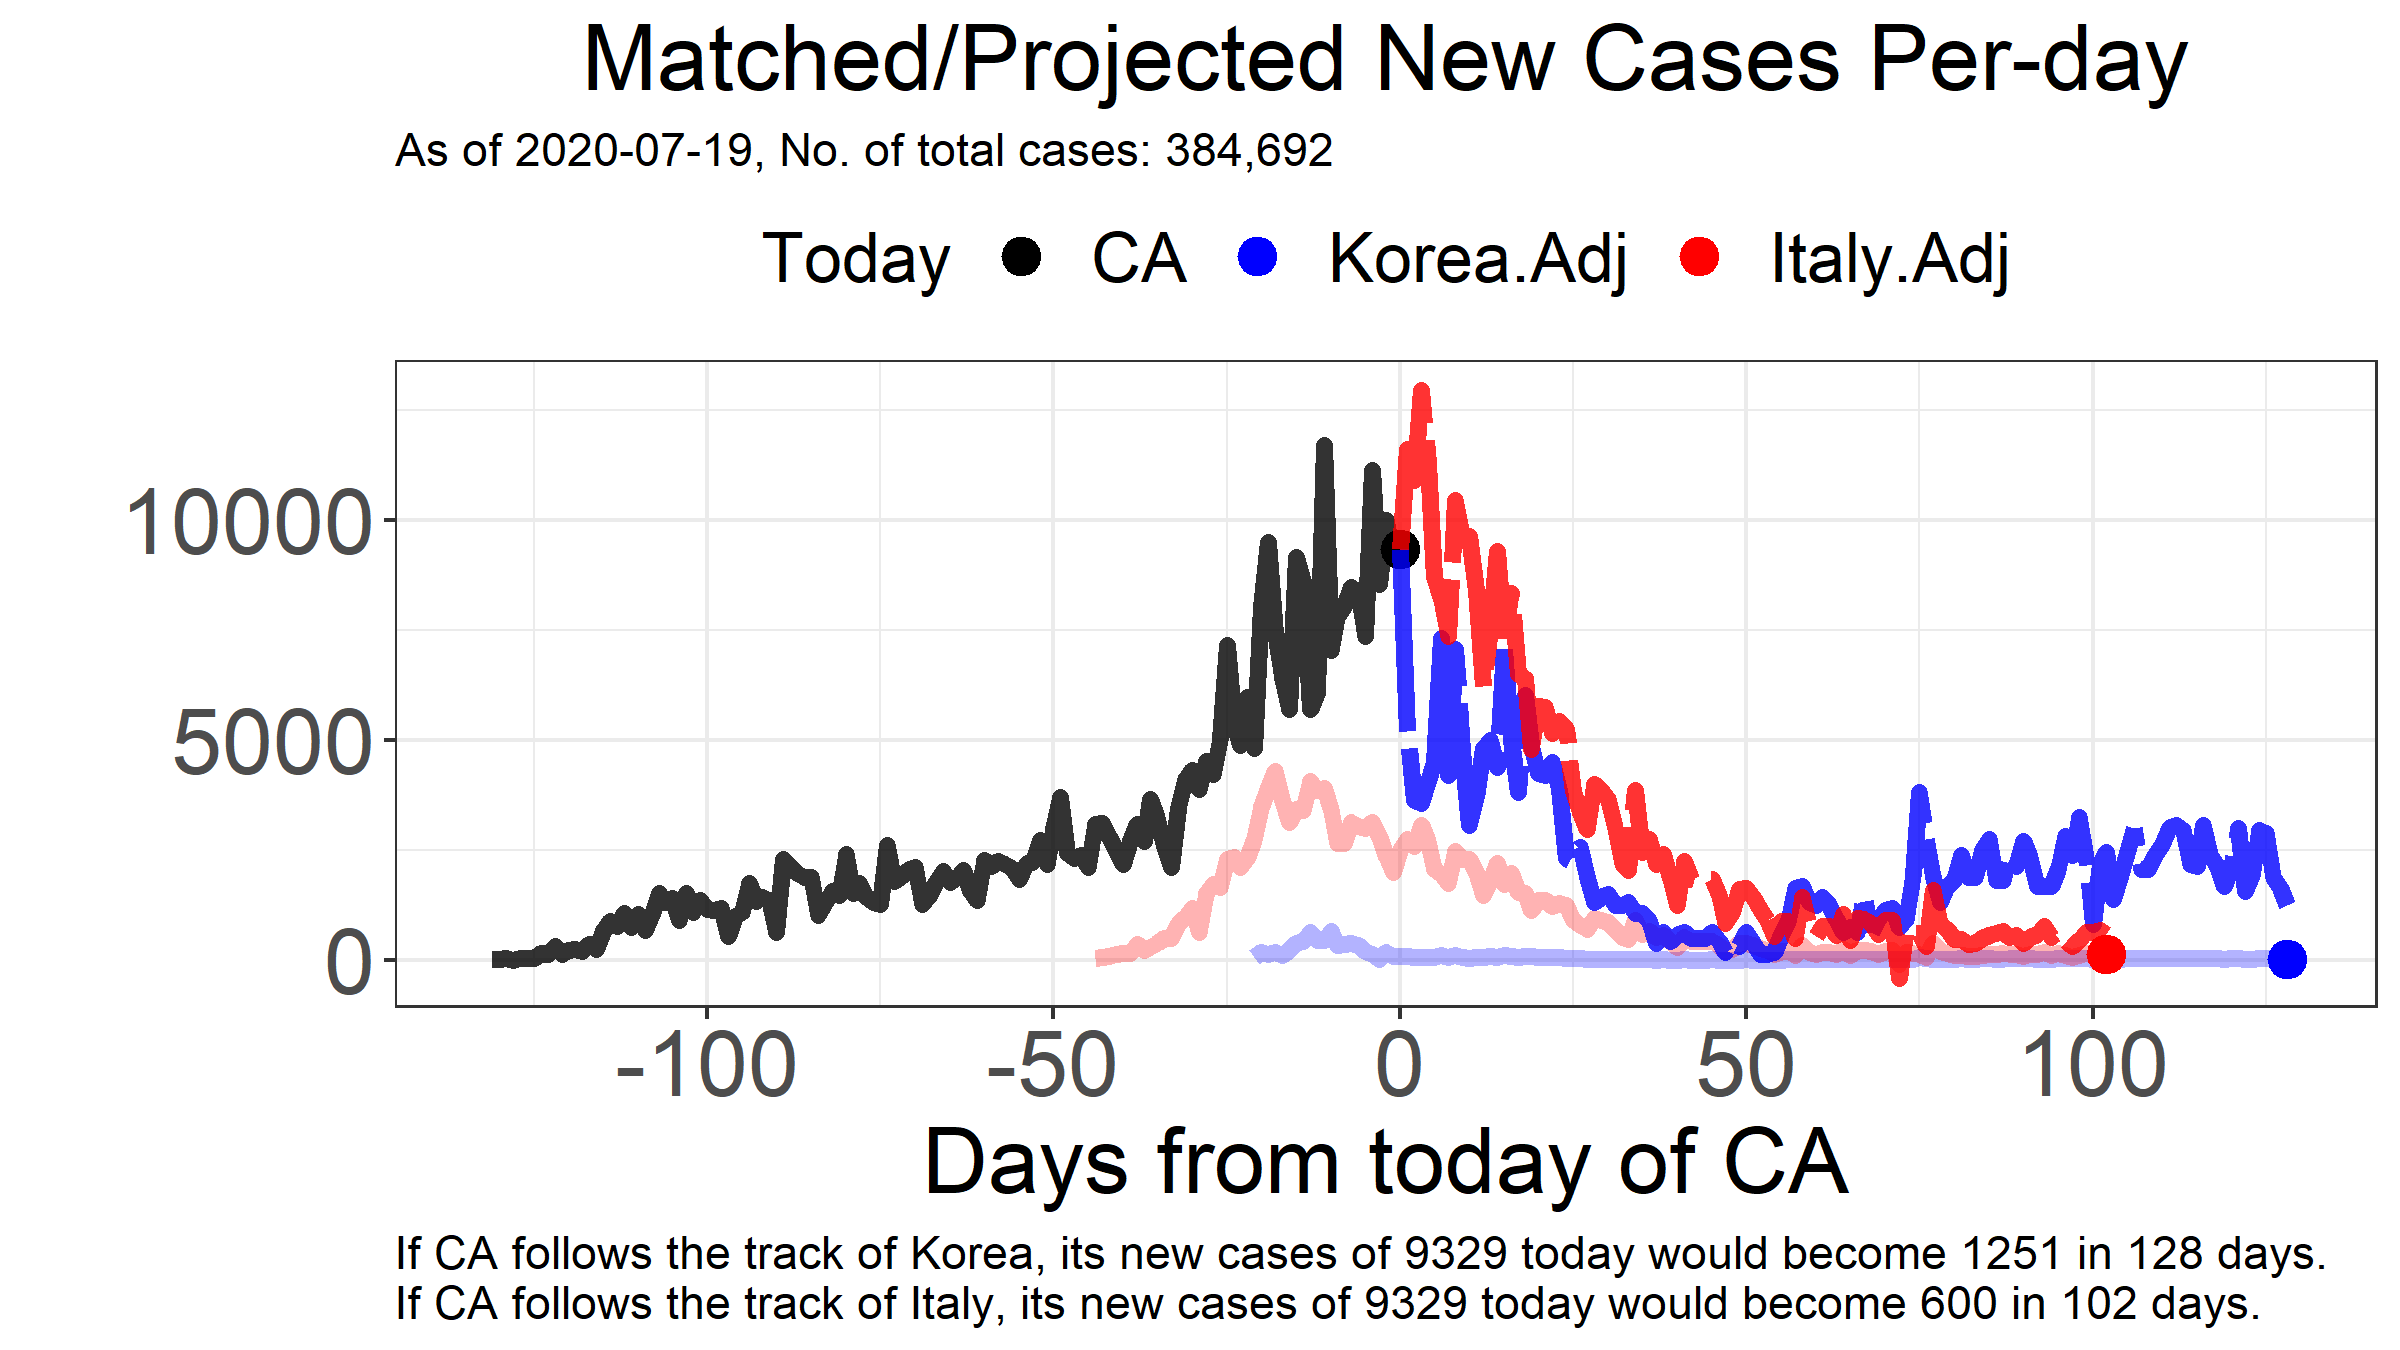 Matched/Projected New Cases Per-day
As of 2020-07-19, No. of total cases: 384,692
Today CA Korea.Adj Italy.Adj
10000
5000
0
-100 -50 0 50 100
Days from today of CA
If CA follows the track of Korea, its new cases of 9329 today would become 1251 in 128 days.
If CA follows the track of Italy, its new cases of 9329 today would become 600 in 102 days.